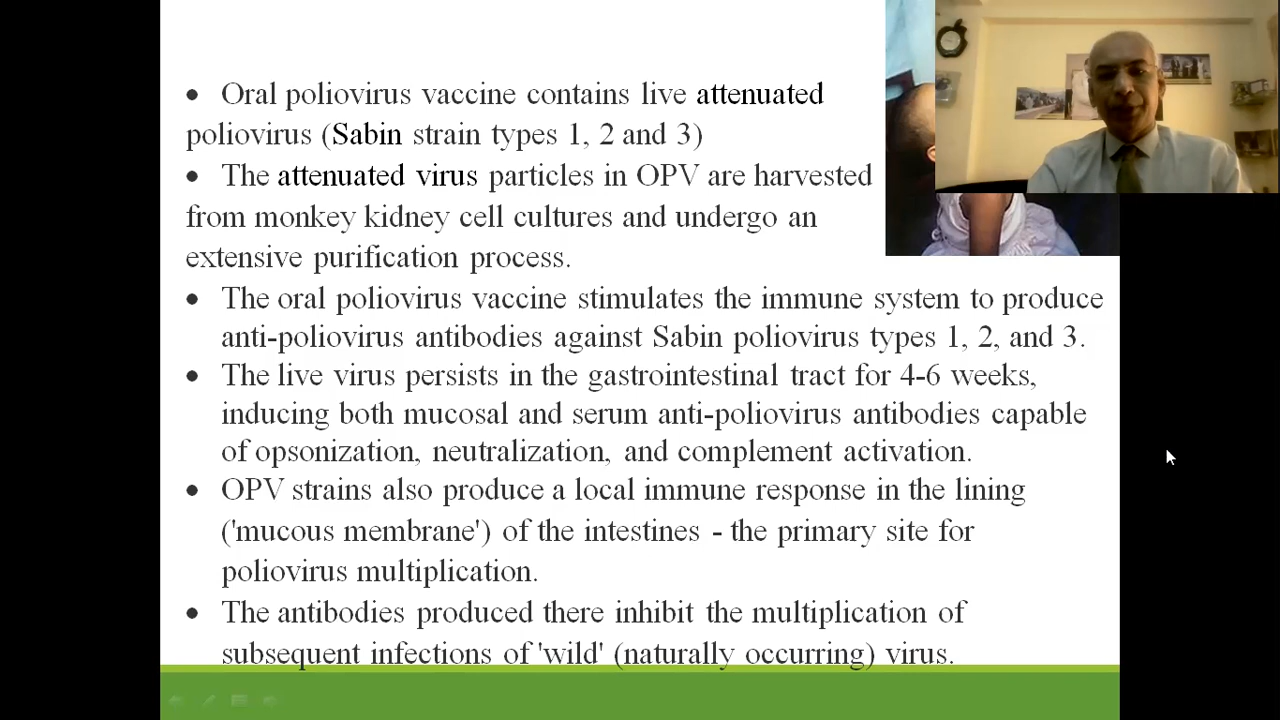 • Oral poliovirus vaccine contains live attenuated
poliovirus (Sabin strain types 1, 2 and 3)
• The attenuated virus particles in OPV are harvested
from monkey kidney cell cultures and undergo an
extensive purification process.
• The oral poliovirus vaccine stimulates the immune system to produce
anti-poliovirus antibodies against Sabin poliovirus types 1, 2, and 3.
• The live virus persists in the gastrointestinal tract for 4-6 weeks,
inducing both mucosal and serum anti-poliovirus antibodies capable
of opsonization, neutralization, and complement activation.
• OPV strains also produce a local immune response in the lining
('mucous membrane') of the intestines - the primary site for
poliovirus multiplication.
• The antibodies produced there inhibit the multiplication of
subsequent infections of 'wild' (naturally occurring) virus.